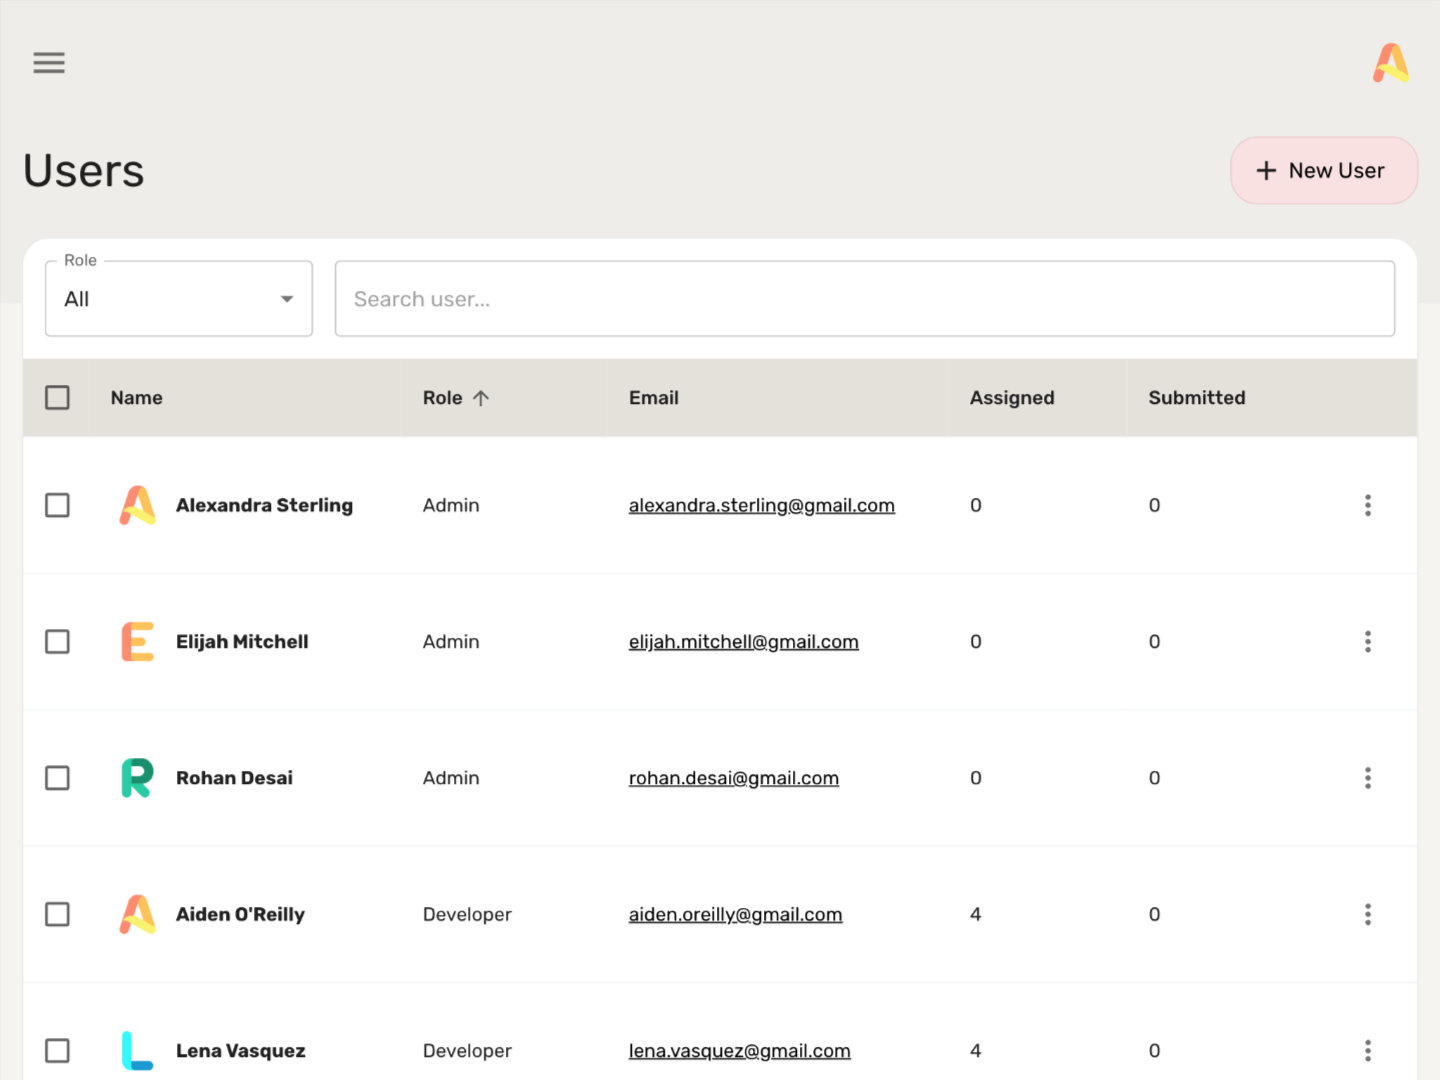 Users
+ New User
Role
All
Search user...
Name Role Email Assigned Submitted
Alexandra Sterling Admin alexandra.sterling@gmail.com 0 0
Elijah Mitchell Admin elijah.mitchell@gmail.com 0 0
Rohan Desai Admin rohan.desai@gmail.com 0 0
Aiden O'Reilly Developer aiden.oreilly@gmail.com 4 0
Lena Vasquez Developer lena.vasquez@gmail.com 4 0